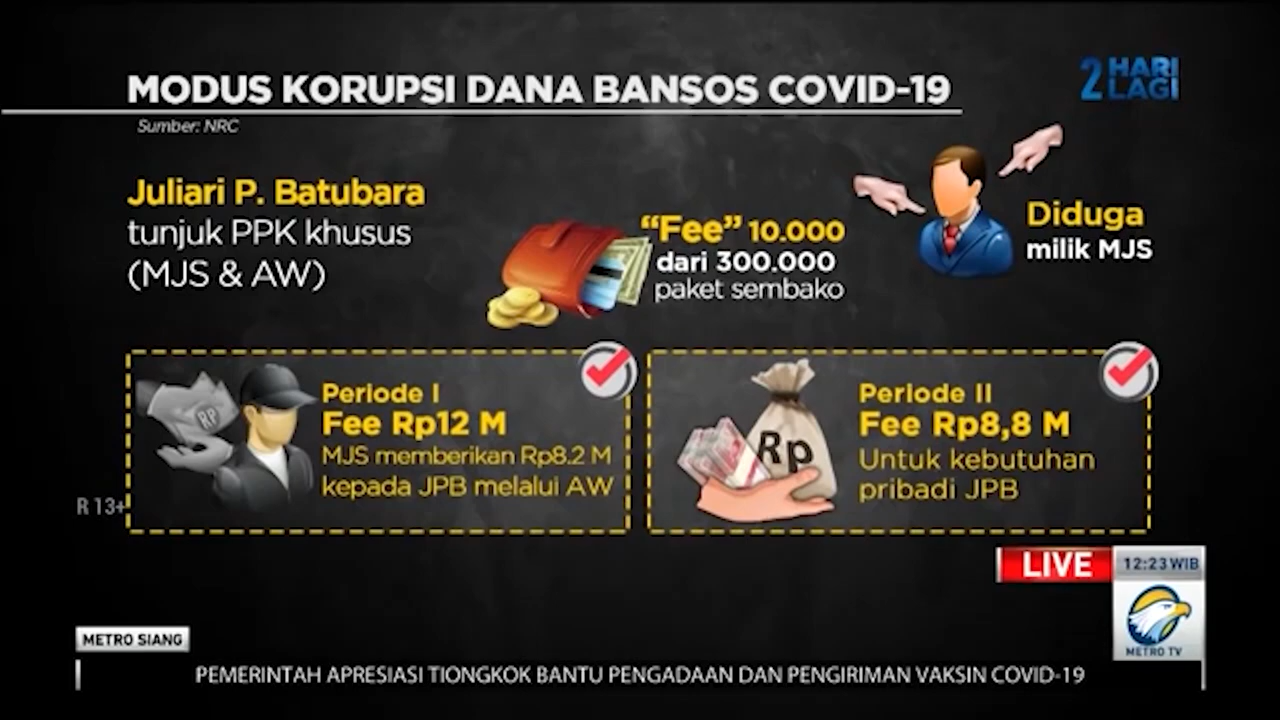 MODUS KORUPSI DANA BANSOS COVID-19
Sumber: NRC
2 HARI
LAGI
Juliari P. Batubara
tunjuk PPK khusus
(MJS & AW)
"Fee" 10.000
dari 300.000
paket sembako
Diduga
milik MJS
RP
Periode I
Fee Rp12 M
MJS memberikan Rp8.2 M
kepada JPB melalui AW
Rp
Periode II
Fee Rp8,8 M
Untuk kebutuhan
pribadi JPB
R 13+
LIVE
12:23 WIB
METRO TV
METRO SIANG
PEMERINTAH APRESIASI TIONGKOK BANTU PENGADAAN DAN PENGIRIMAN VAKSIN COVID-19